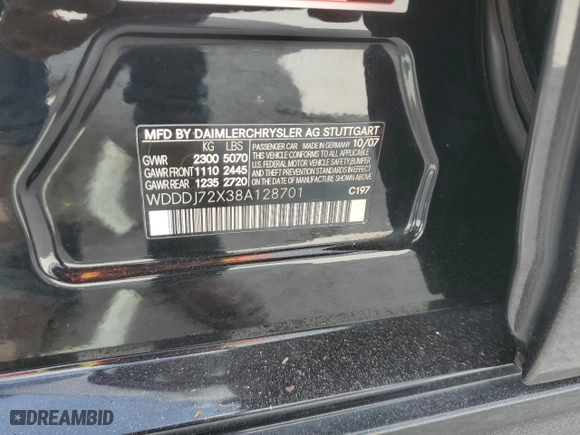 MFD BY DAIMLERCHRYSLER AG STUTTGART
KG LBS
GVWR 2300 5070
GAWR FRONT 1110 2445
GAWR REAR 1235 2720
PASSENGER CAR MADE IN GERMANY 10/07
THIS VEHICLE CONFORMS TO ALL APPLICABLE
U.S. FEDERAL MOTOR VEHICLE SAFETY, BUMPER
AND THEFT PREVENTION STANDARDS IN EFFECT
ON THE DATE OF MANUFACTURE SHOWN ABOVE.
WDDDJ72X38A128701
C197
DREAMBID